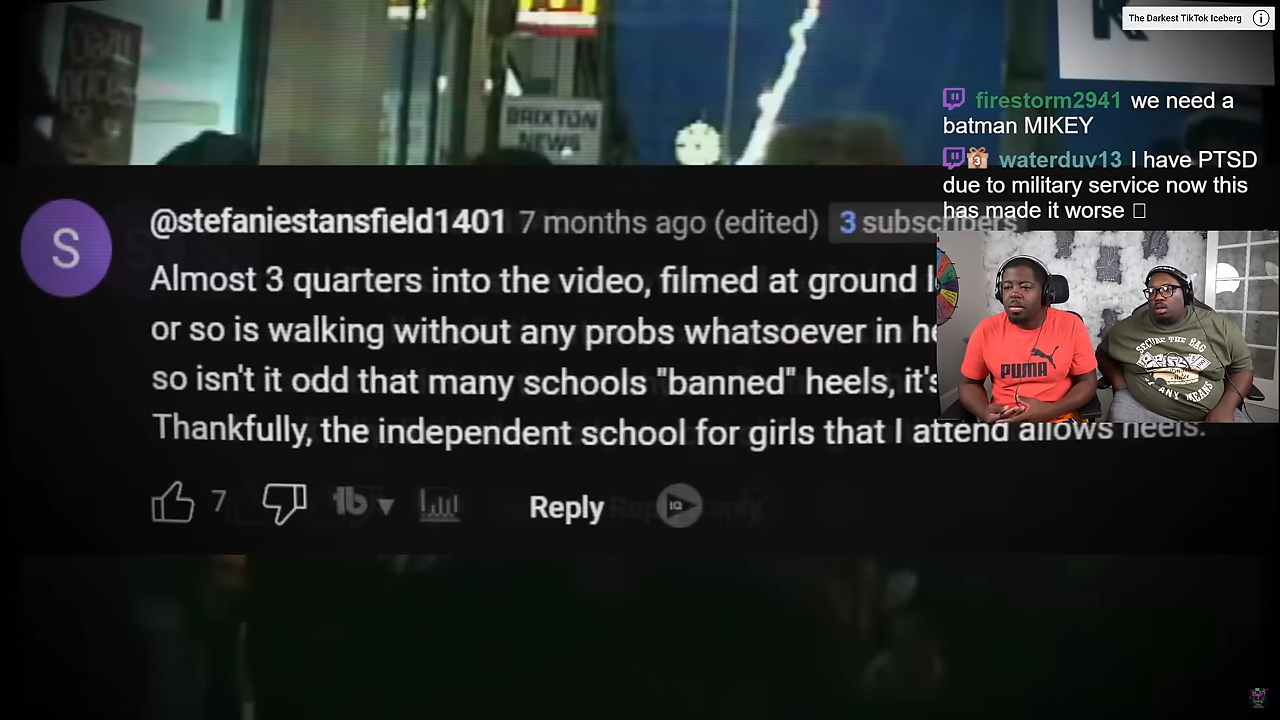 The Darkest TikTok Iceberg
K
BRIXTON
NEWS
firestorm2941 we need a
batman MIKEY
3 waterduv13 I have PTSD
due to military service now this
has made it worse
S
@stefaniestansfield1401 7 months ago (edited) 3 subscribers
Almost 3 quarters into the video, filmed at ground
or so is walking without any probs whatsoever in
so isn't it odd that many schools "banned" heels, it's
Thankfully, the independent school for girls that I attend allows heels.
7 Reply
IQ
PUMA
SECURE THE BAG
ANY MEANS